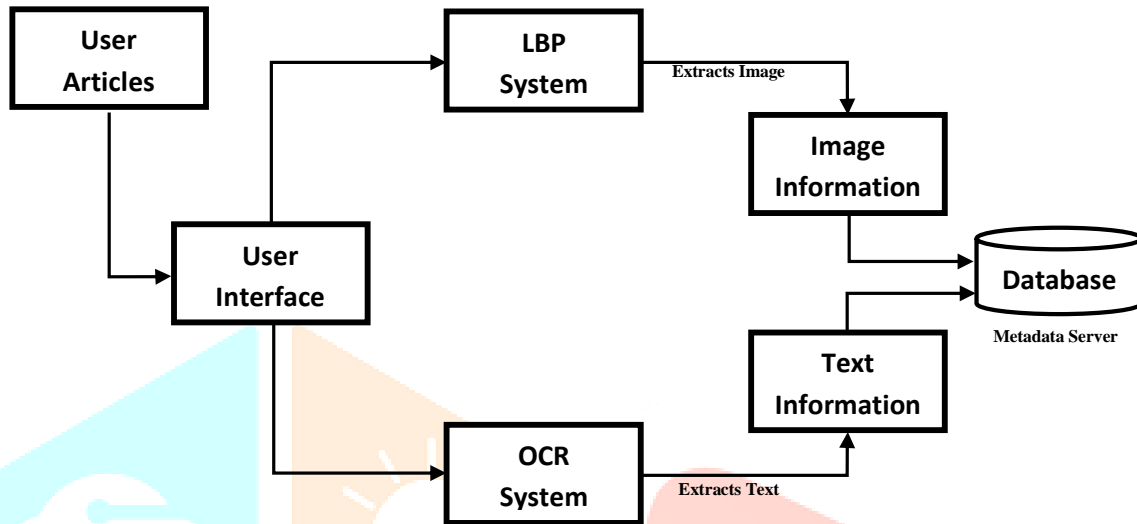 User
Articles
LBP
System
Extracts Image
Image
Information
User
Interface
Database
Metadata Server
Text
Information
OCR
System
Extracts Text